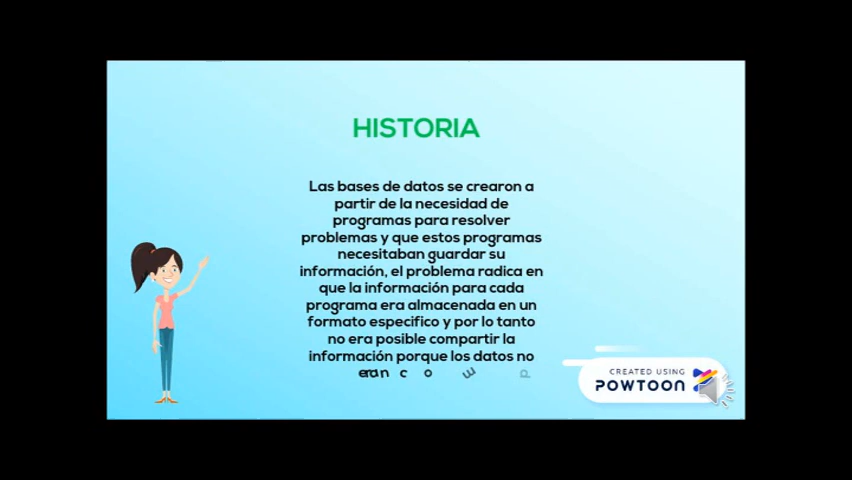 HISTORIA
Las bases de datos se crearon a
partir de la necesidad de
programas para resolver
problemas y que estos programas
necesitaban guardar su
información, el problema radica en
que la información para cada
programa era almacenada en un
formato especifico y por lo tanto
no era posible compartir la
información porque los datos no
CREATED USING
POWTOON